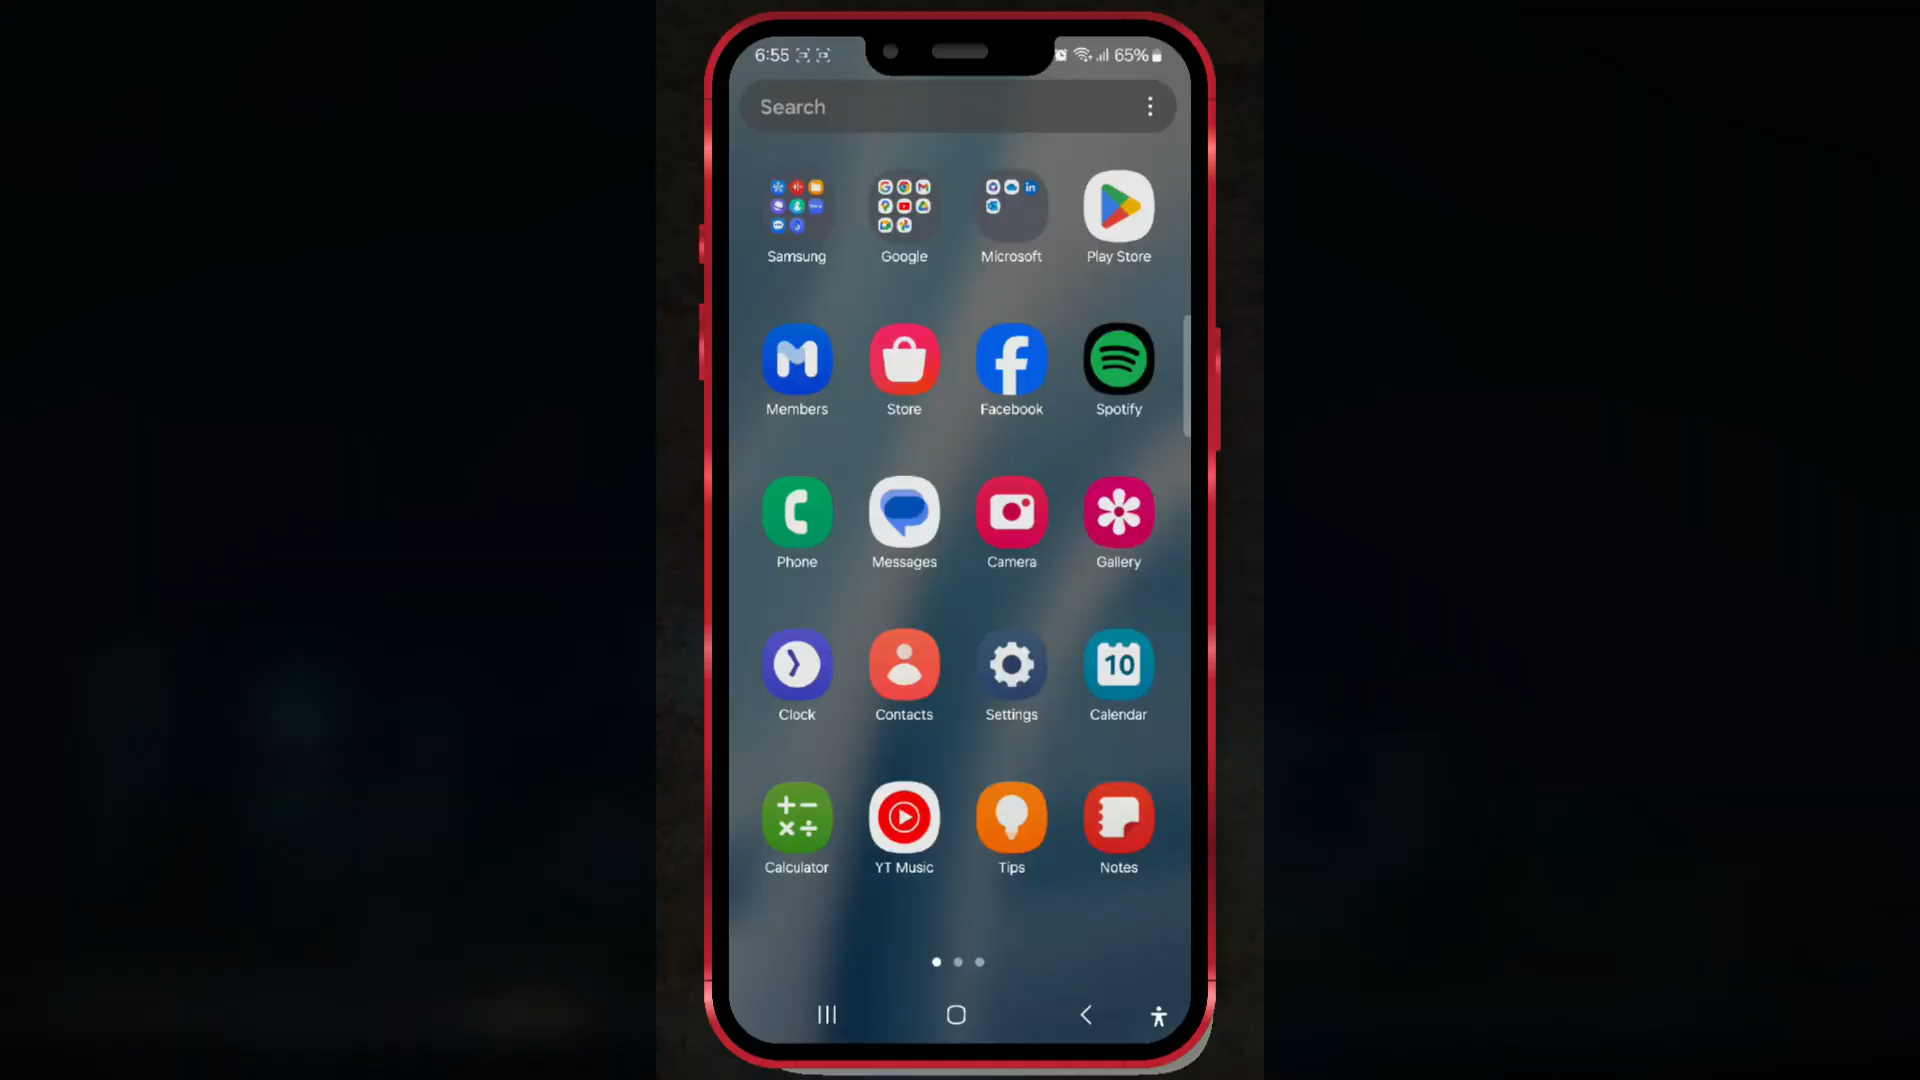 6:55 65%
Search
Samsung Google Microsoft Play Store
Members Store Facebook Spotify
Phone Messages Camera Gallery
Clock Contacts Settings Calendar
10
Calculator YT Music Tips Notes